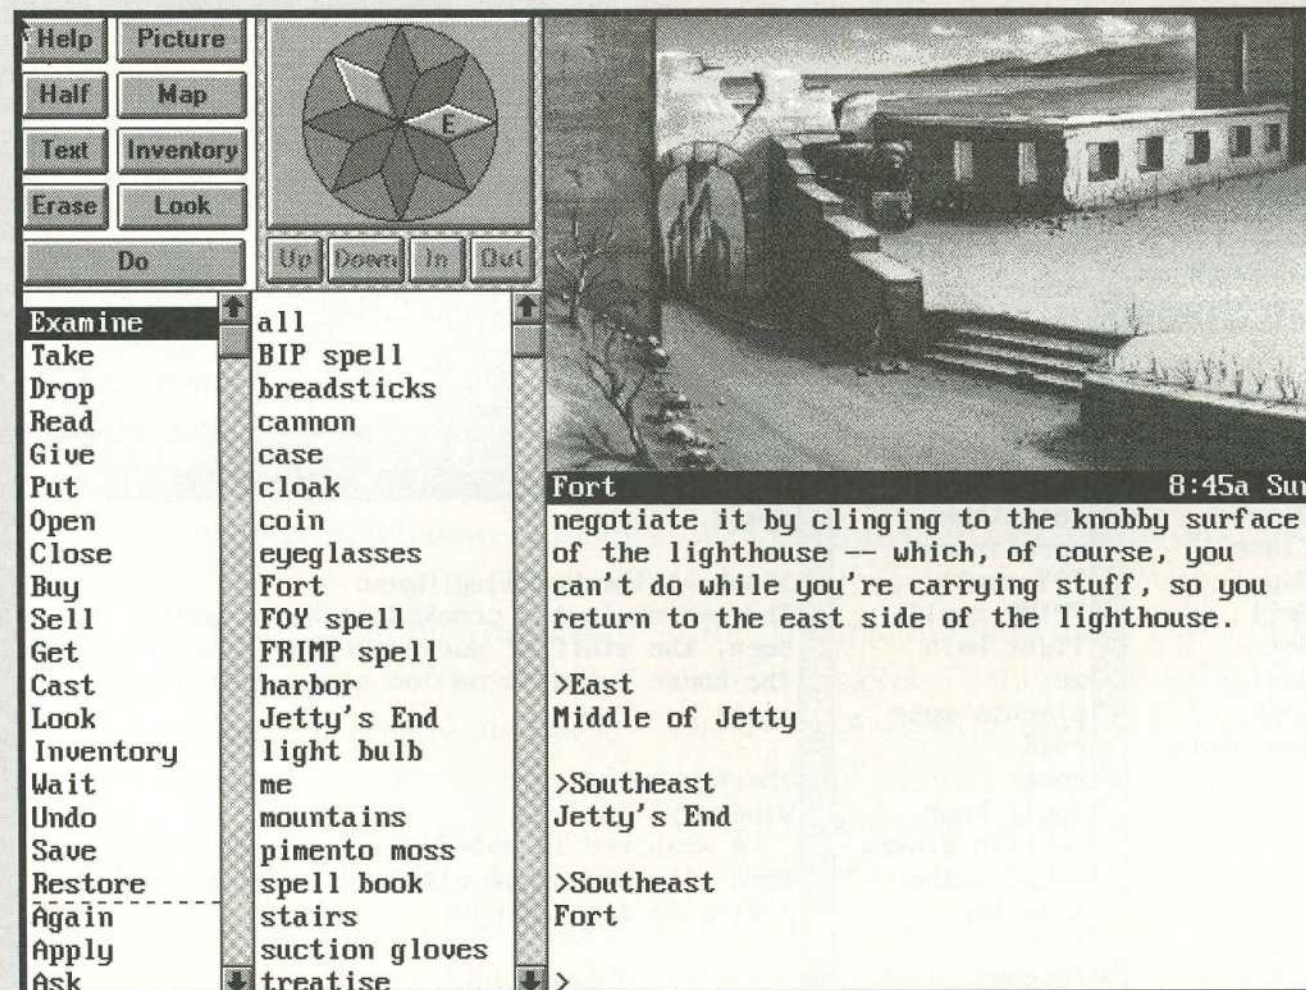 Help Picture
Half Map
Text Inventory
Erase Look
Do
E
Up Down In Out
Examine
Take
Drop
Read
Give
Put
Open
Close
Buy
Sell
Get
Cast
Look
Inventory
Wait
Undo
Save
Restore
Again
Apply
Ask
all
BIP spell
breadsticks
cannon
case
cloak
coin
eyeglasses
Fort
FOY spell
FRIMP spell
harbor
Jetty's End
light bulb
me
mountains
pimento moss
spell book
stairs
suction gloves
treatise
Fort 8:45a Sun
negotiate it by clinging to the knobby surface
of the lighthouse -- which, of course, you
can't do while you're carrying stuff, so you
return to the east side of the lighthouse.
>East
Middle of Jetty
>Southeast
Jetty's End
>Southeast
Fort
>